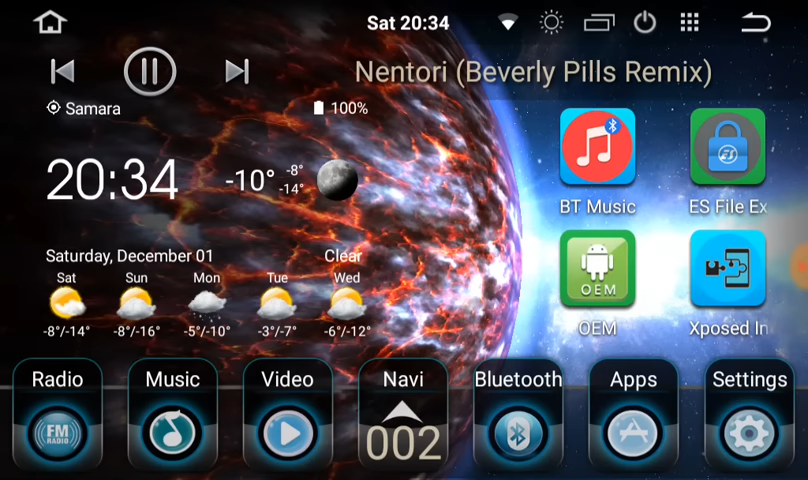 Sat 20:34
Nentori (Beverly Pills Remix)
Samara
100%
20:34
-10°
-8°
-14°
Saturday, December 01
Clear
Sat Sun Mon Tue Wed
-8°/-14° -8°/-16° -5°/-10° -3°/-7° -6°/-12°
BT Music
ES File Ex
ES
OEM
OEM
Xposed In
Radio Music Video Navi Bluetooth Apps Settings
FM
RADIO
002